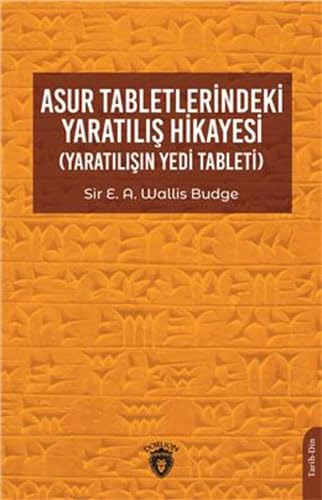 ASUR TABLETLERİNDEKİ
YARATILIŞ HİKAYESİ
(YARATILIŞIN YEDİ TABLETİ)
Sir E. A. Wallis Budge
DORLION
Tarih-Din